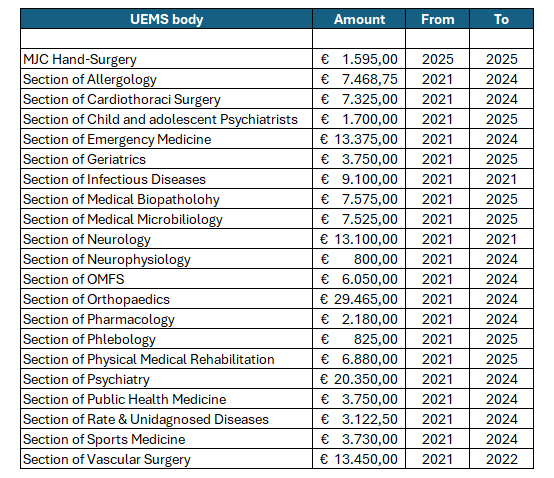 UEMS body Amount From To
MJC Hand-Surgery € 1.595,00 2025 2025
Section of Allergology € 7.468,75 2021 2024
Section of Cardiothoraci Surgery € 7.325,00 2021 2024
Section of Child and adolescent Psychiatrists € 1.700,00 2021 2025
Section of Emergency Medicine € 13.375,00 2021 2024
Section of Geriatrics € 3.750,00 2021 2025
Section of Infectious Diseases € 9.100,00 2021 2021
Section of Medical Biopatholohy € 7.575,00 2021 2025
Section of Medical Microbiliology € 7.525,00 2021 2025
Section of Neurology € 13.100,00 2021 2021
Section of Neurophysiology € 800,00 2021 2024
Section of OMFS € 6.050,00 2021 2024
Section of Orthopaedics € 29.465,00 2021 2024
Section of Pharmacology € 2.180,00 2021 2024
Section of Phlebology € 825,00 2021 2025
Section of Physical Medical Rehabilitation € 6.880,00 2021 2025
Section of Psychiatry € 20.350,00 2021 2024
Section of Public Health Medicine € 3.750,00 2021 2024
Section of Rate & Unidagnosed Diseases € 3.122,50 2021 2024
Section of Sports Medicine € 3.730,00 2021 2024
Section of Vascular Surgery € 13.450,00 2021 2022